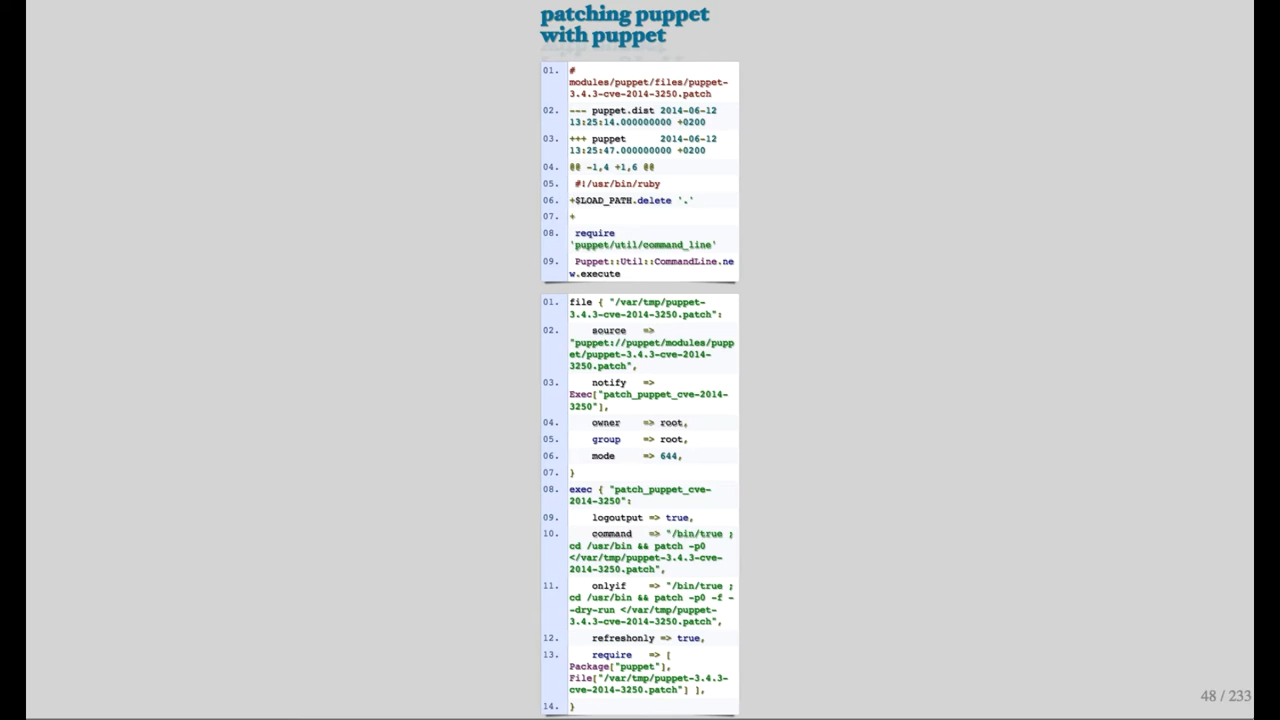 patching puppet
with puppet
01. #
modules/puppet/files/puppet-
3.4.3-cve-2014-3250.patch
02. --- puppet.dist 2014-06-12
13:25:14.000000000 +0200
03. +++ puppet 2014-06-12
13:25:47.000000000 +0200
04. @@ -1,4 +1,6 @@
05. #!/usr/bin/ruby
06. +$LOAD_PATH.delete '.'
07. +
08. require
'puppet/util/command_line'
09. Puppet::Util::CommandLine.ne
w.execute
01. file { "/var/tmp/puppet-
3.4.3-cve-2014-3250.patch":
02. source =>
"puppet://puppet/modules/pupp
et/puppet-3.4.3-cve-2014-
3250.patch",
03. notify =>
Exec["patch_puppet_cve-2014-
3250"],
04. owner => root,
05. group => root,
06. mode => 644,
07. }
08. exec { "patch_puppet_cve-
2014-3250":
09. logoutput => true,
10. command => "/bin/true ;
cd /usr/bin && patch -p0
</var/tmp/puppet-3.4.3-cve-
2014-3250.patch",
11. onlyif => "/bin/true ;
cd /usr/bin && patch -p0 -f -
-dry-run </var/tmp/puppet-
3.4.3-cve-2014-3250.patch",
12. refreshonly => true,
13. require => [
Package["puppet"],
File["/var/tmp/puppet-3.4.3-
cve-2014-3250.patch"] ],
14. }
48 / 233